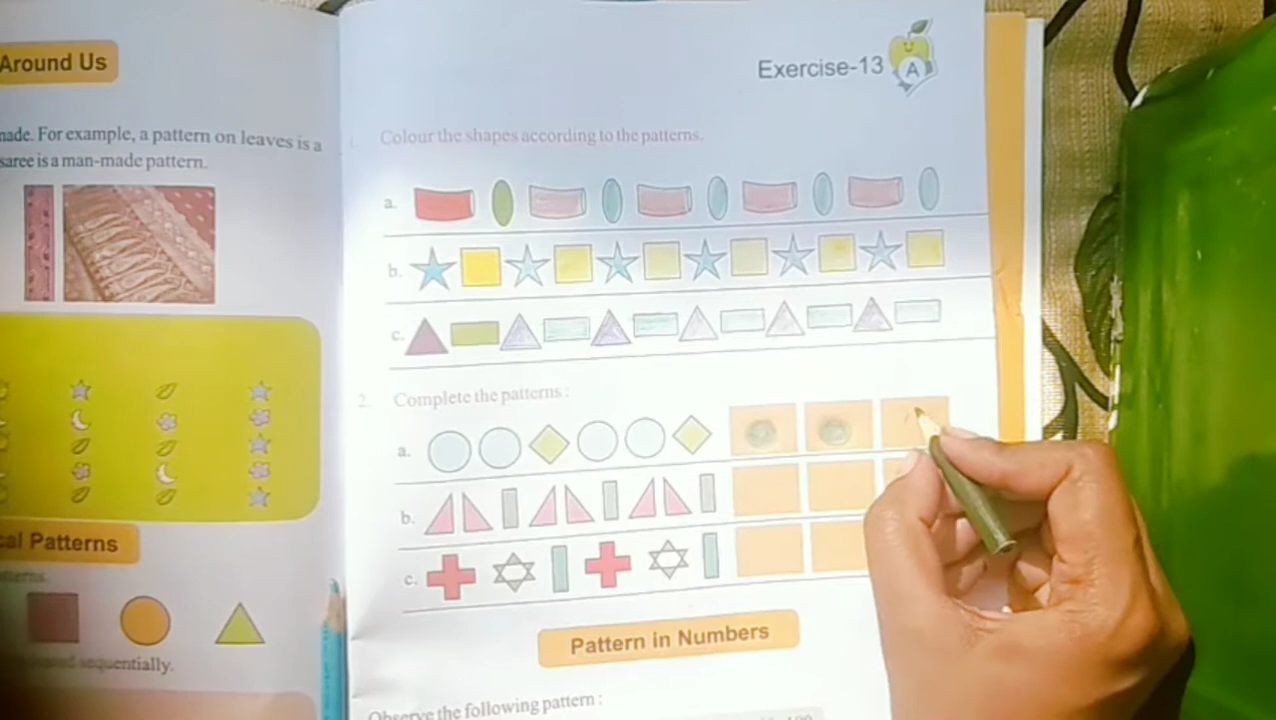 Around Us
made. For example, a pattern on leaves is a
saree is a man-made pattern.
cal Patterns
sequentially.
Exercise-13 A
1. Colour the shapes according to the patterns.
a.
b.
c.
2. Complete the patterns :
a.
b.
c.
Pattern in Numbers
Observe the following pattern :